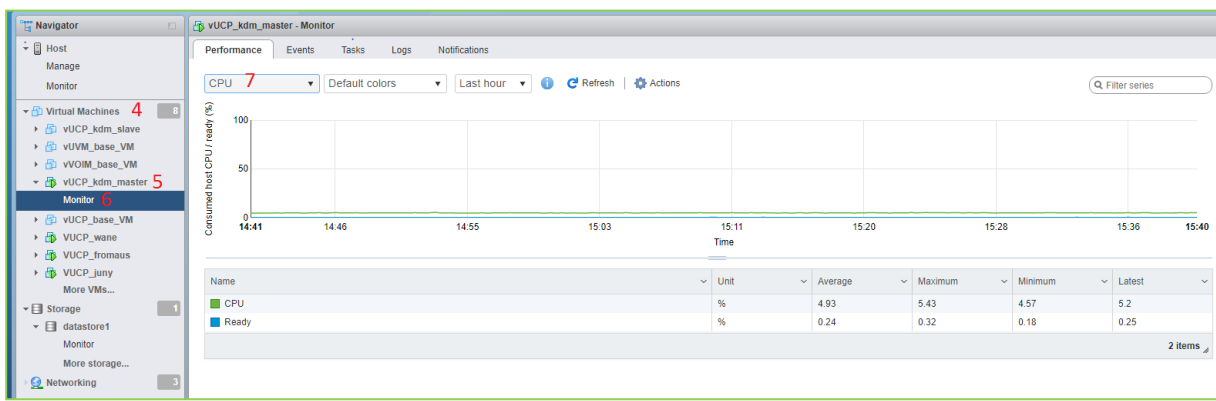 Navigator
Host
Manage
Monitor
Virtual Machines 4 8
vUCP_kdm_slave
vUVM_base_VM
vVOIM_base_VM
vUCP_kdm_master 5
Monitor 6
vUCP_base_VM
VUCP_wane
VUCP_fromaus
VUCP_juny
More VMs...
Storage 1
datastore1
Monitor
More storage...
Networking 3
vUCP_kdm_master - Monitor
Performance Events Tasks Logs Notifications
CPU 7 Default colors Last hour Refresh Actions Filter series
Consumed host CPU / ready (%)
100
50
0
14:41 14:46 14:55 15:03 15:11 15:20 15:28 15:36 15:40
Time
Name Unit Average Maximum Minimum Latest
CPU % 4.93 5.43 4.57 5.2
Ready % 0.24 0.32 0.18 0.25
2 items